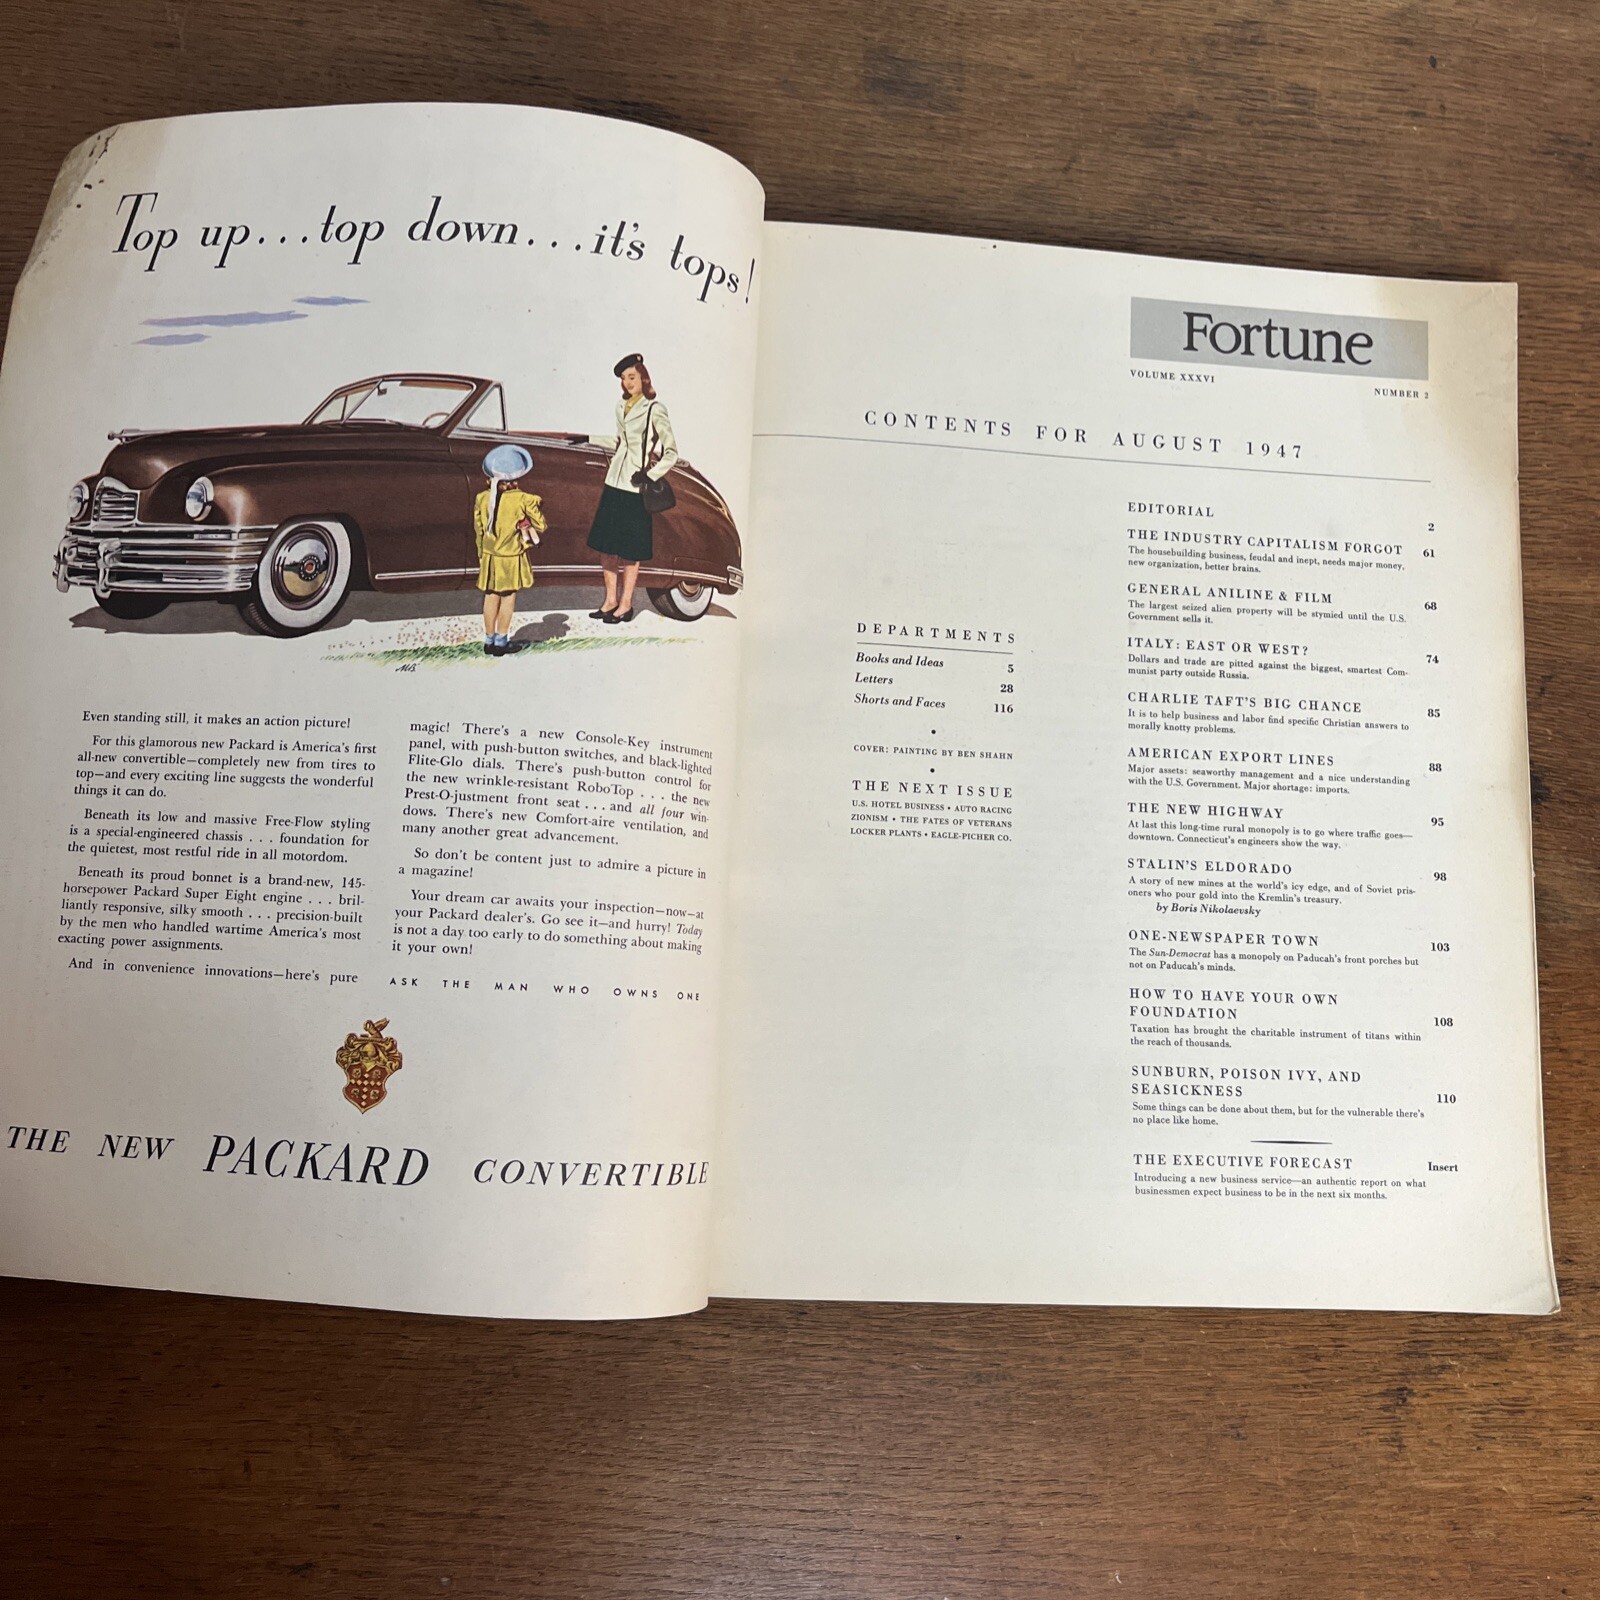 Top up...top down...it's tops!
MB
Even standing still, it makes an action picture!
For this glamorous new Packard is America's first
all-new convertible—completely new from tires to
top—and every exciting line suggests the wonderful
things it can do.
Beneath its low and massive Free-Flow styling
is a special-engineered chassis . . . foundation for
the quietest, most restful ride in all motordom.
Beneath its proud bonnet is a brand-new, 145-
horsepower Packard Super Eight engine . . . bril-
liantly responsive, silky smooth . . . precision-built
by the men who handled wartime America's most
exacting power assignments.
And in convenience innovations—here's pure
magic! There's a new Console-Key instrument
panel, with push-button switches, and black-lighted
Flite-Glo dials. There's push-button control for
the new wrinkle-resistant RoboTop . . . the new
Prest-O-justment front seat . . . and all four win-
dows. There's new Comfort-aire ventilation, and
many another great advancement.
So don't be content just to admire a picture in
a magazine!
Your dream car awaits your inspection—now—at
your Packard dealer's. Go see it—and hurry! Today
is not a day too early to do something about making
it your own!
ASK THE MAN WHO OWNS ONE
THE NEW PACKARD CONVERTIBLE
Fortune
VOLUME XXXVI
NUMBER 2
CONTENTS FOR AUGUST 1947
DEPARTMENTS
Books and Ideas 5
Letters 28
Shorts and Faces 116
COVER: PAINTING BY BEN SHAHN
THE NEXT ISSUE
U.S. HOTEL BUSINESS • AUTO RACING
ZIONISM • THE FATES OF VETERANS
LOCKER PLANTS • EAGLE-PICHER CO.
EDITORIAL 2
THE INDUSTRY CAPITALISM FORGOT 61
The housebuilding business, feudal and inept, needs major money,
new organization, better brains.
GENERAL ANILINE & FILM 68
The largest seized alien property will be stymied until the U.S.
Government sells it.
ITALY: EAST OR WEST? 74
Dollars and trade are pitted against the biggest, smartest Com-
munist party outside Russia.
CHARLIE TAFT'S BIG CHANCE 85
It is to help business and labor find specific Christian answers to
morally knotty problems.
AMERICAN EXPORT LINES 88
Major assets: seaworthy management and a nice understanding
with the U.S. Government. Major shortage: imports.
THE NEW HIGHWAY 95
At last this long-time rural monopoly is to go where traffic goes—
downtown. Connecticut's engineers show the way.
STALIN'S ELDORADO 98
A story of new mines at the world's icy edge, and of Soviet pris-
oners who pour gold into the Kremlin's treasury.
by Boris Nikolaevsky
ONE-NEWSPAPER TOWN 103
The Sun-Democrat has a monopoly on Paducah's front porches but
not on Paducah's minds.
HOW TO HAVE YOUR OWN
FOUNDATION 108
Taxation has brought the charitable instrument of titans within
the reach of thousands.
SUNBURN, POISON IVY, AND
SEASICKNESS 110
Some things can be done about them, but for the vulnerable there's
no place like home.
THE EXECUTIVE FORECAST Insert
Introducing a new business service—an authentic report on what
businessmen expect business to be in the next six months.